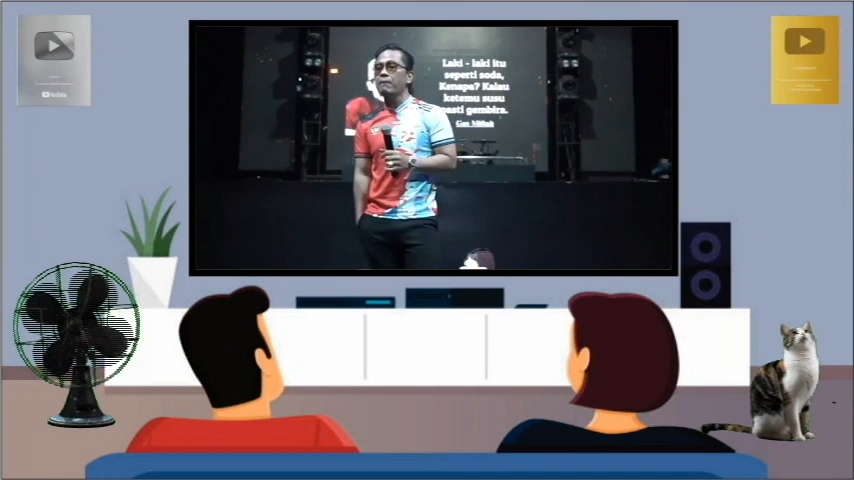 Laki - laki itu
seperti soda,
Kenapa? Kalau
ketemu susu
pasti gembira.
Gus Miftah